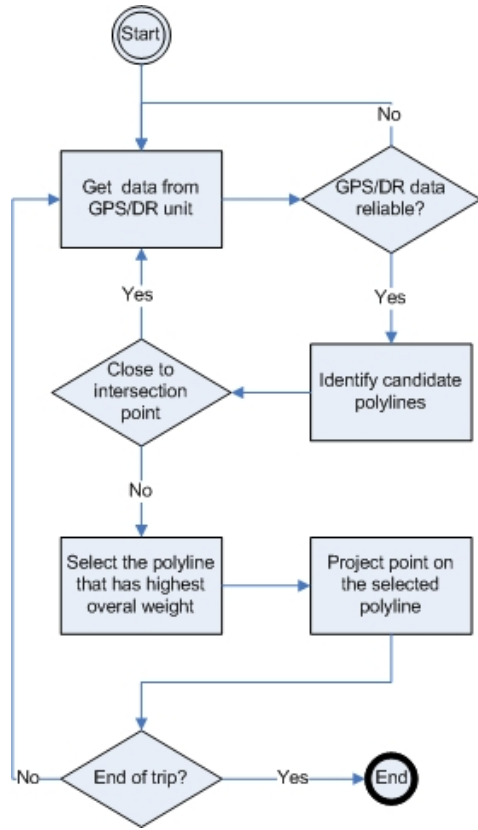 Start
No
Get data from
GPS/DR unit
GPS/DR data
reliable?
Yes
Yes
Close to
intersection
point
Identify candidate
polylines
No
Select the polyline
that has highest
overal weight
Project point on
the selected
polyline
No
End of trip?
Yes
End